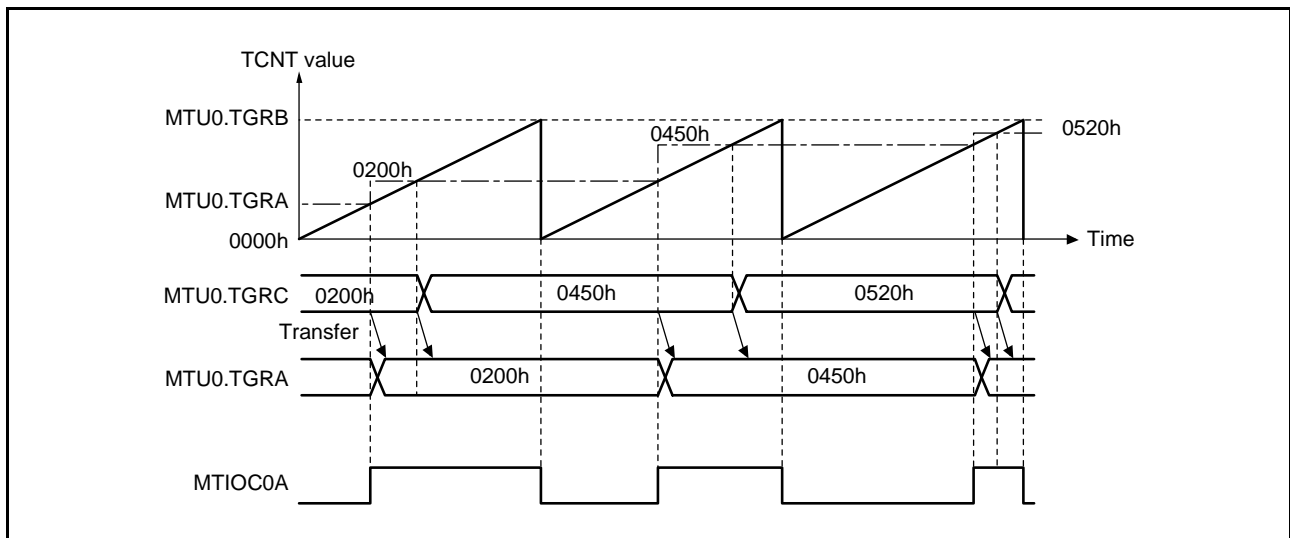 TCNT value
MTU0.TGRB
0450h
0520h
0200h
MTU0.TGRA
0000h
Time
MTU0.TGRC
0200h
0450h
0520h
Transfer
MTU0.TGRA
0200h
0450h
MTIOC0A